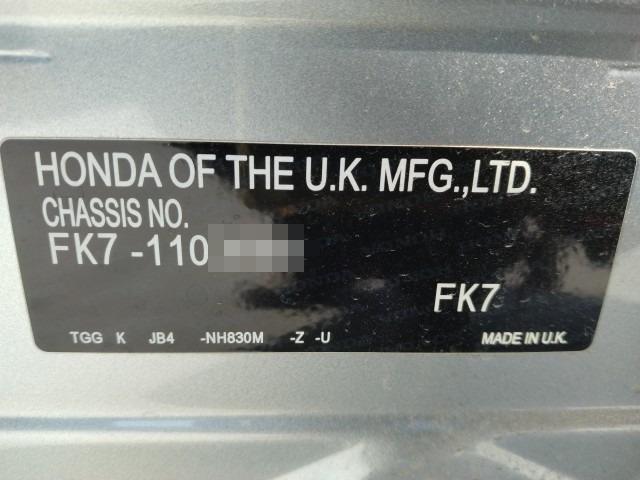 HONDA OF THE U.K. MFG.,LTD.
CHASSIS NO.
FK7 -110
FK7
TGG K JB4 -NH830M -Z -U MADE IN U.K.